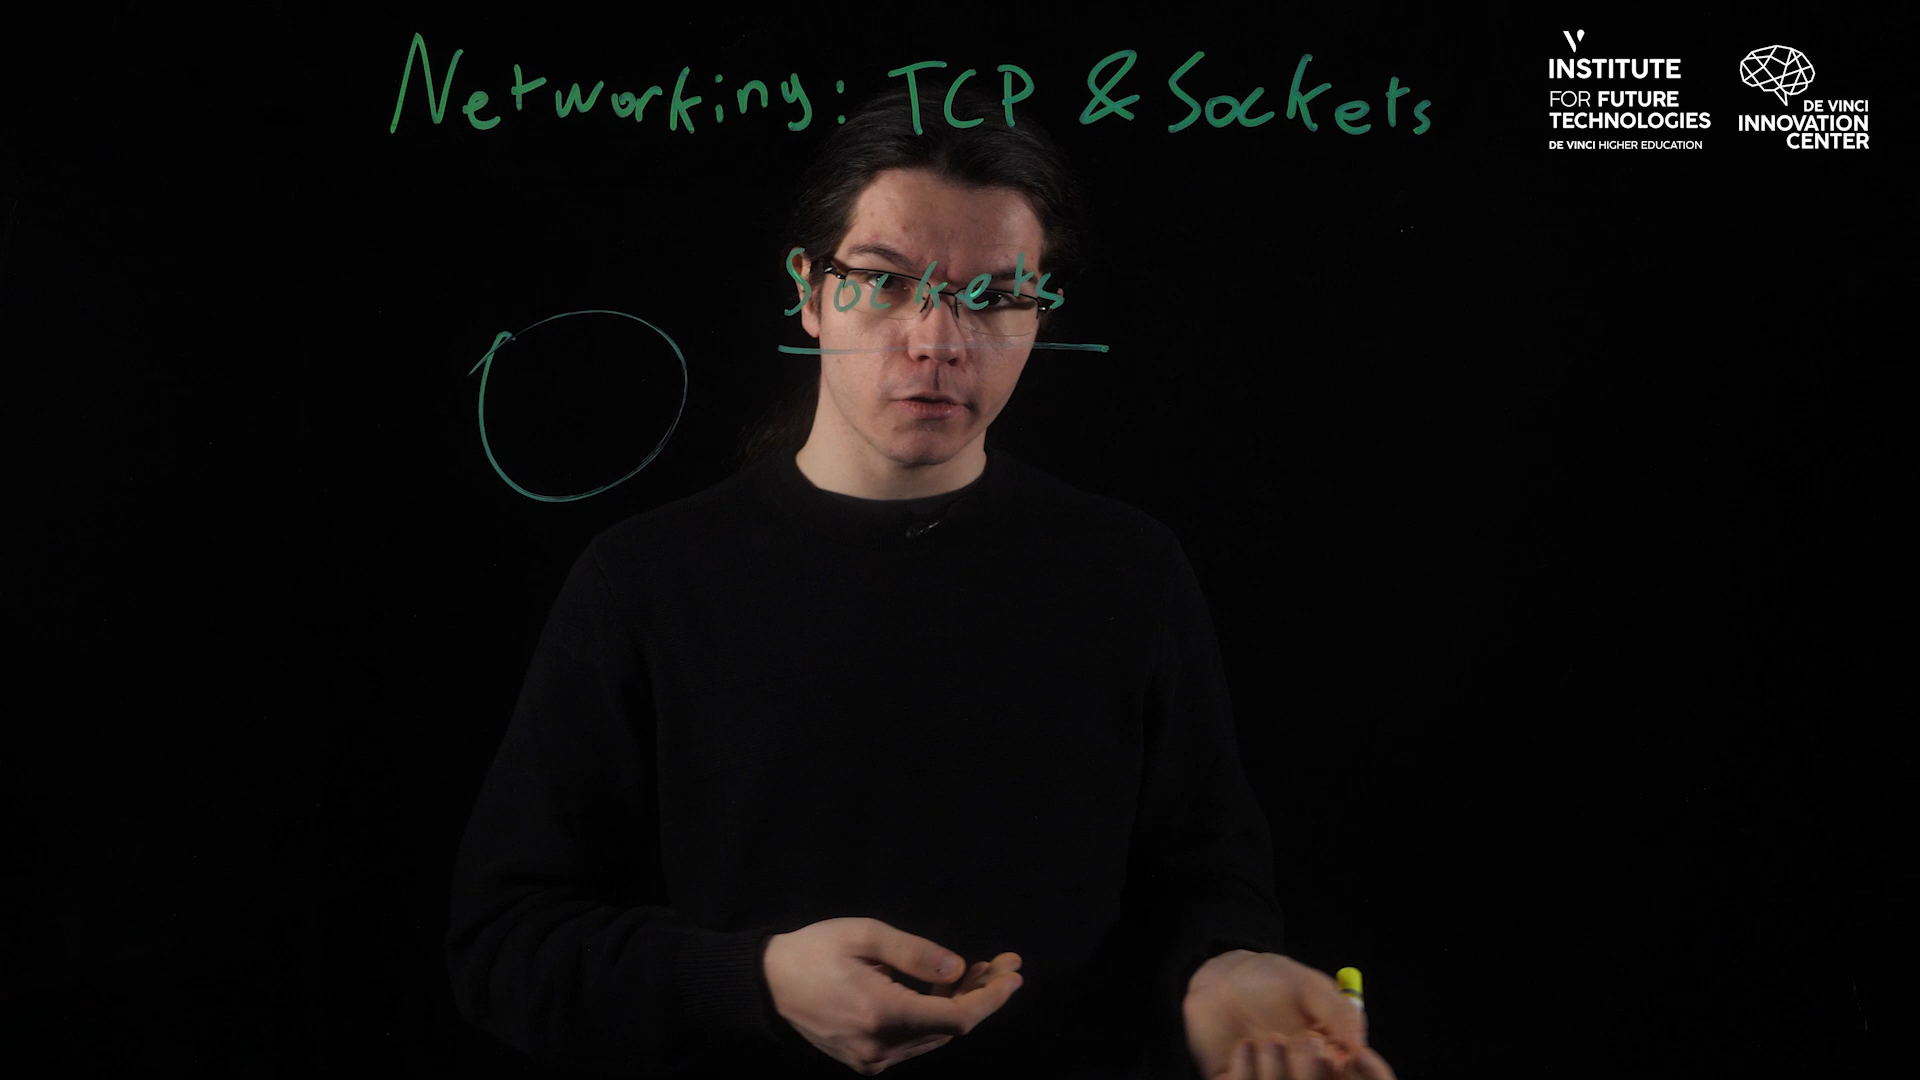 Networking: TCP & Sockets
INSTITUTE
FOR FUTURE
TECHNOLOGIES
DE VINCI HIGHER EDUCATION
DE VINCI
INNOVATION
CENTER
Sockets